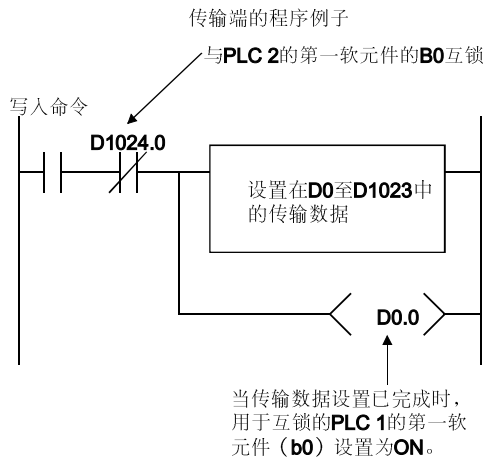 传输端的程序例子
与PLC 2的第一软元件的B0互锁
写入命令
D1024.0
设置在D0至D1023中
的传输数据
D0.0
当传输数据设置已完成时，
用于互锁的PLC 1的第一软
元件（b0）设置为ON。